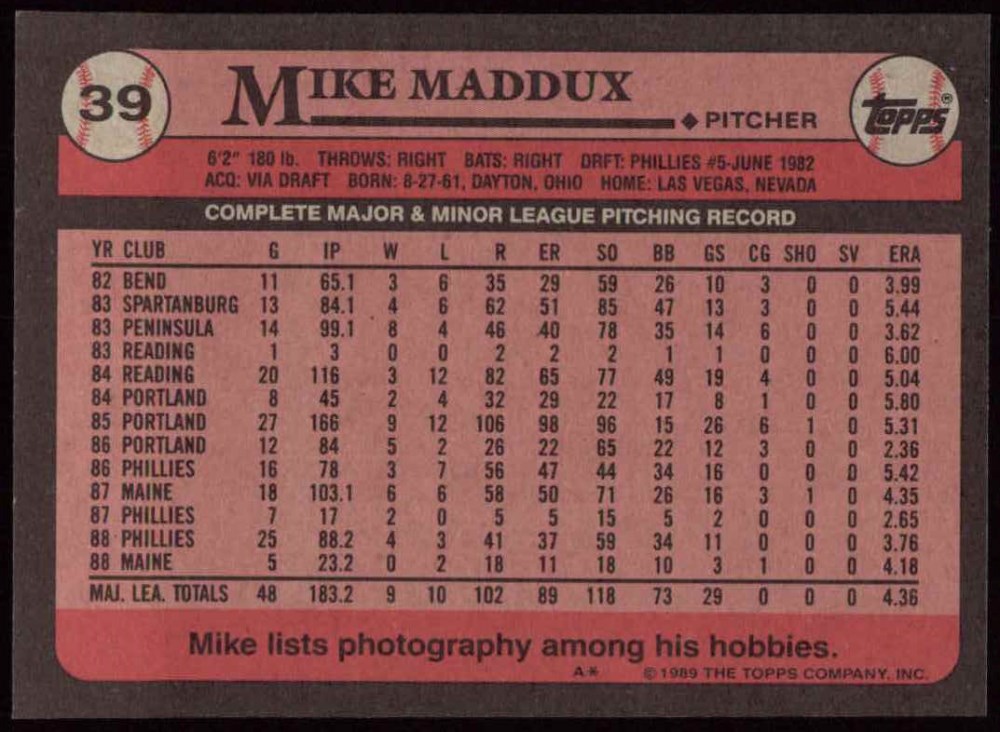 39
MIKE MADDUX
◆ PITCHER
TOPPS®
6'2" 180 lb. THROWS: RIGHT BATS: RIGHT DRFT: PHILLIES #5-JUNE 1982
ACQ: VIA DRAFT BORN: 8-27-61, DAYTON, OHIO HOME: LAS VEGAS, NEVADA
COMPLETE MAJOR & MINOR LEAGUE PITCHING RECORD
YR CLUB G IP W L R ER SO BB GS CG SHO SV ERA
82 BEND 11 65.1 3 6 35 29 59 26 10 3 0 0 3.99
83 SPARTANBURG 13 84.1 4 6 62 51 85 47 13 3 0 0 5.44
83 PENINSULA 14 99.1 8 4 46 40 78 35 14 6 0 0 3.62
83 READING 1 3 0 0 2 2 2 1 1 0 0 0 6.00
84 READING 20 116 3 12 82 65 77 49 19 4 0 0 5.04
84 PORTLAND 8 45 2 4 32 29 22 17 8 1 0 0 5.80
85 PORTLAND 27 166 9 12 106 98 96 15 26 6 1 0 5.31
86 PORTLAND 12 84 5 2 26 22 65 22 12 3 0 0 2.36
86 PHILLIES 16 78 3 7 56 47 44 34 16 0 0 0 5.42
87 MAINE 18 103.1 6 6 58 50 71 26 16 3 1 0 4.35
87 PHILLIES 7 17 2 0 5 5 15 5 2 0 0 0 2.65
88 PHILLIES 25 88.2 4 3 41 37 59 34 11 0 0 0 3.76
88 MAINE 5 23.2 0 2 18 11 18 10 3 1 0 0 4.18
MAJ. LEA. TOTALS 48 183.2 9 10 102 89 118 73 29 0 0 0 4.36
Mike lists photography among his hobbies.
A* © 1989 THE TOPPS COMPANY, INC.